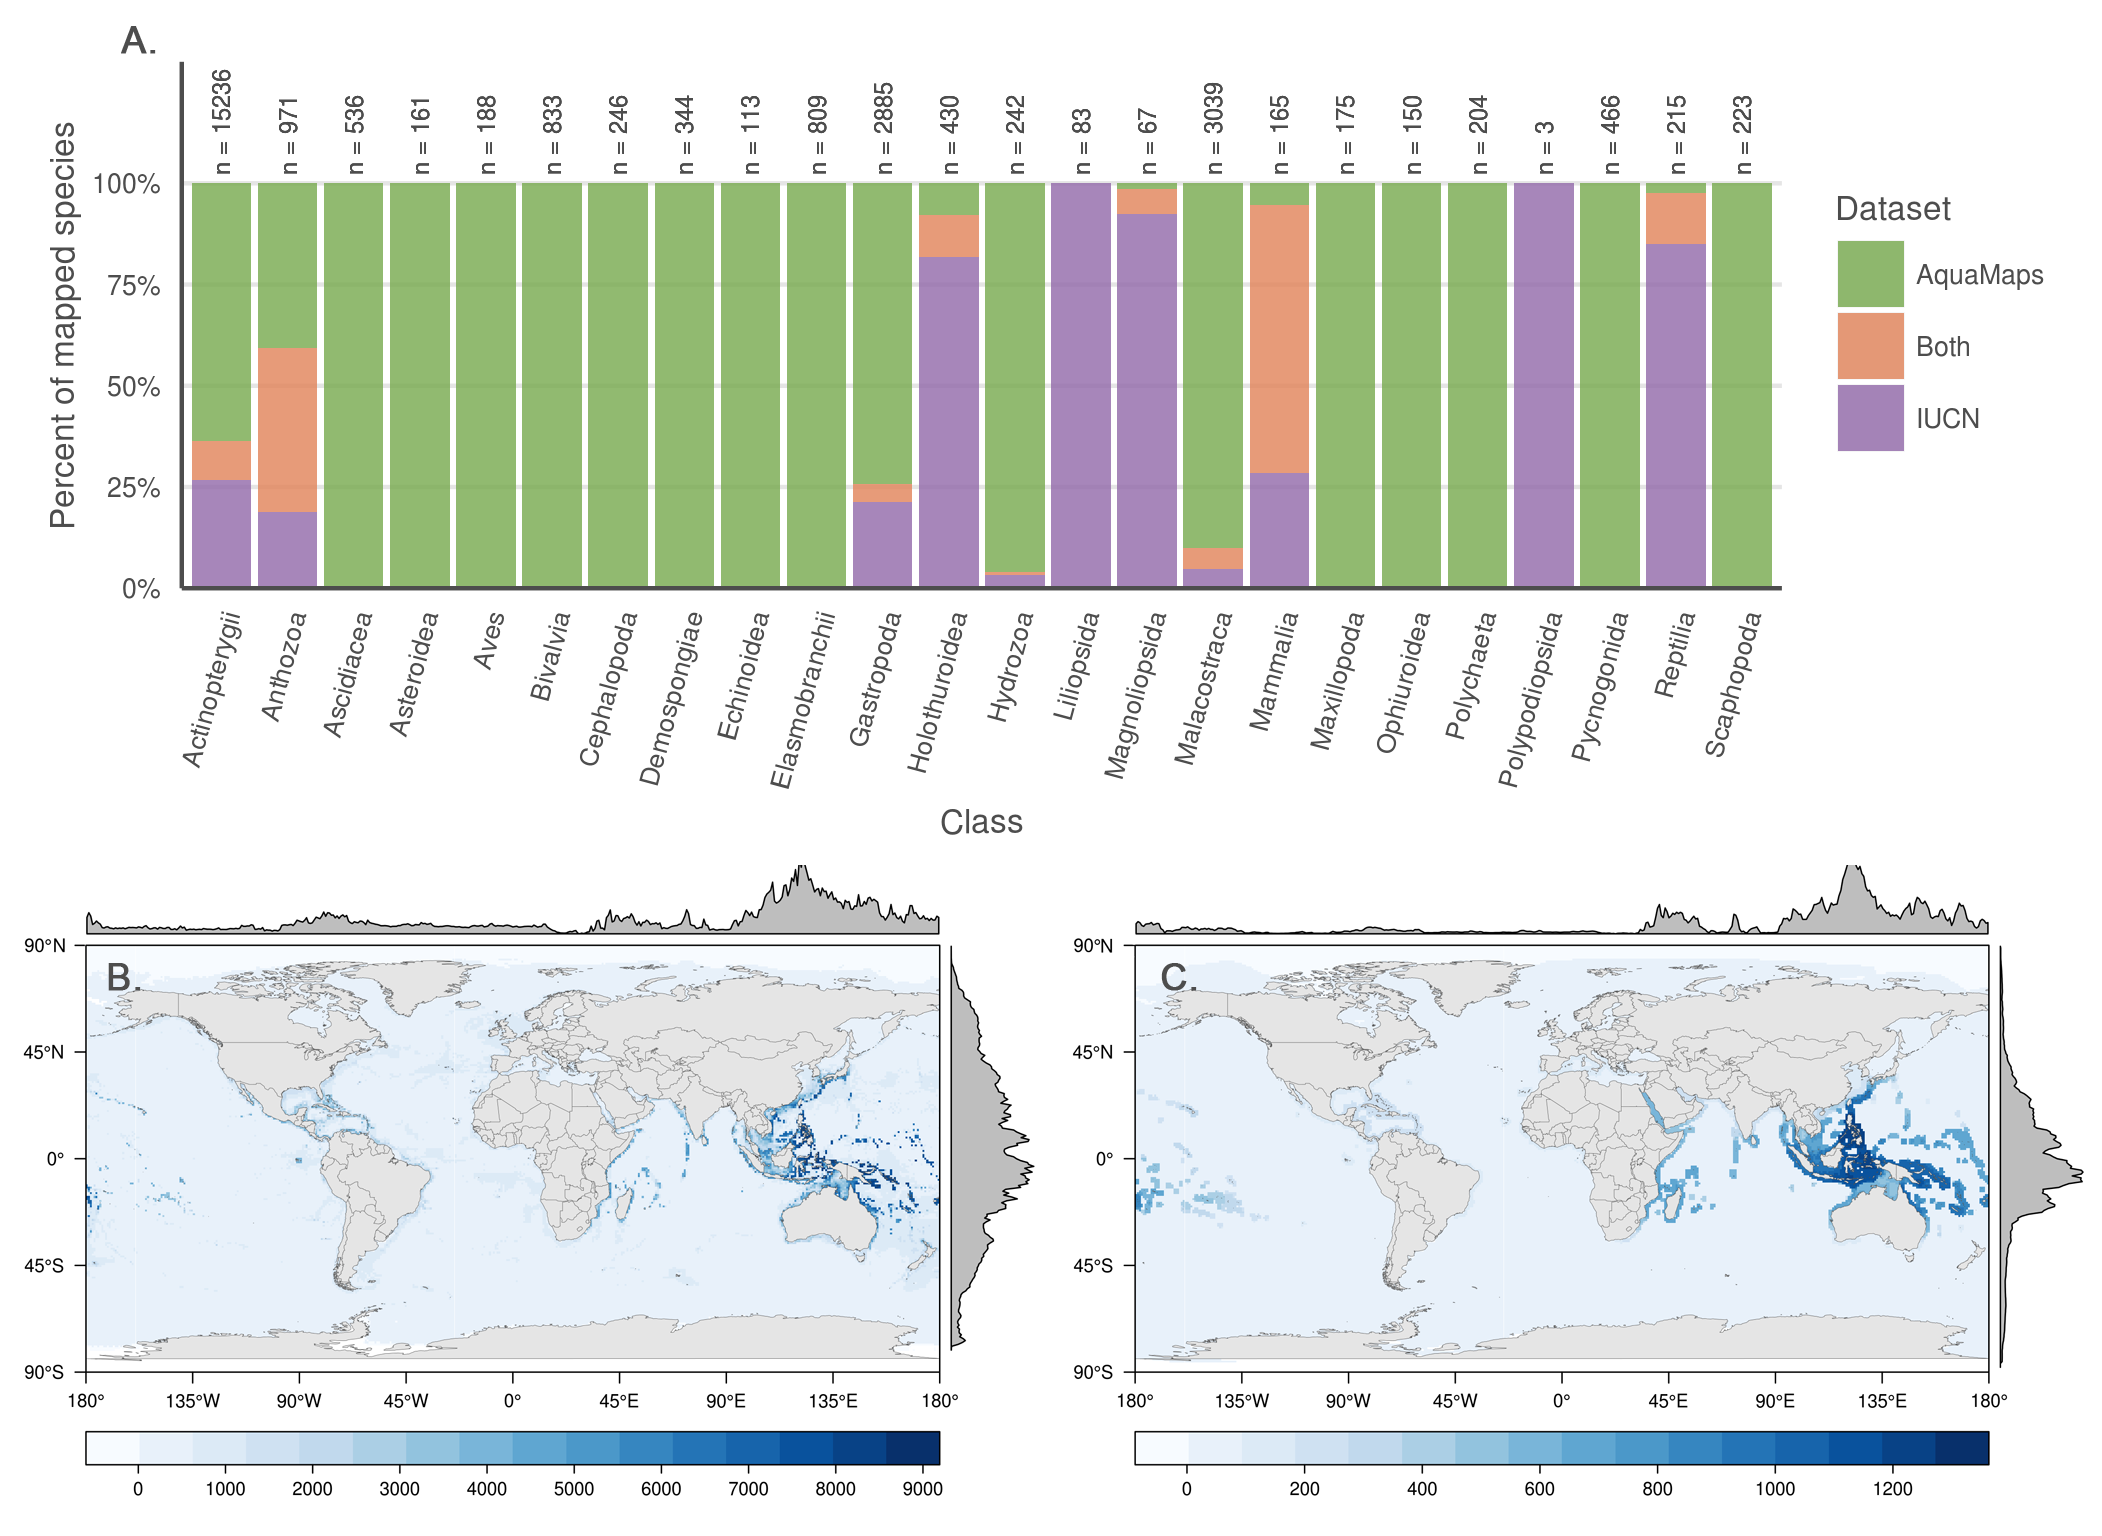 A.
Percent of mapped species
100%
75%
50%
25%
0%
n = 15236
n = 971
n = 536
n = 161
n = 188
n = 833
n = 246
n = 344
n = 113
n = 809
n = 2885
n = 430
n = 242
n = 83
n = 67
n = 3039
n = 165
n = 175
n = 150
n = 204
n = 3
n = 466
n = 215
n = 223
Dataset
AquaMaps
Both
IUCN
Actinopterygii
Anthozoa
Ascidiacea
Asteroidea
Aves
Bivalvia
Cephalopoda
Demospongiae
Echinoidea
Elasmobranchii
Gastropoda
Holothuroidea
Hydrozoa
Liliopsida
Magnoliopsida
Malacostraca
Mammalia
Maxillopoda
Ophiuroidea
Polychaeta
Polypodiopsida
Pycnogonida
Reptilia
Scaphopoda
Class
B.
90°N
45°N
0°
45°S
90°S
180° 135°W 90°W 45°W 0° 45°E 90°E 135°E 180°
0 1000 2000 3000 4000 5000 6000 7000 8000 9000
C.
90°N
45°N
0°
45°S
90°S
180° 135°W 90°W 45°W 0° 45°E 90°E 135°E 180°
0 200 400 600 800 1000 1200